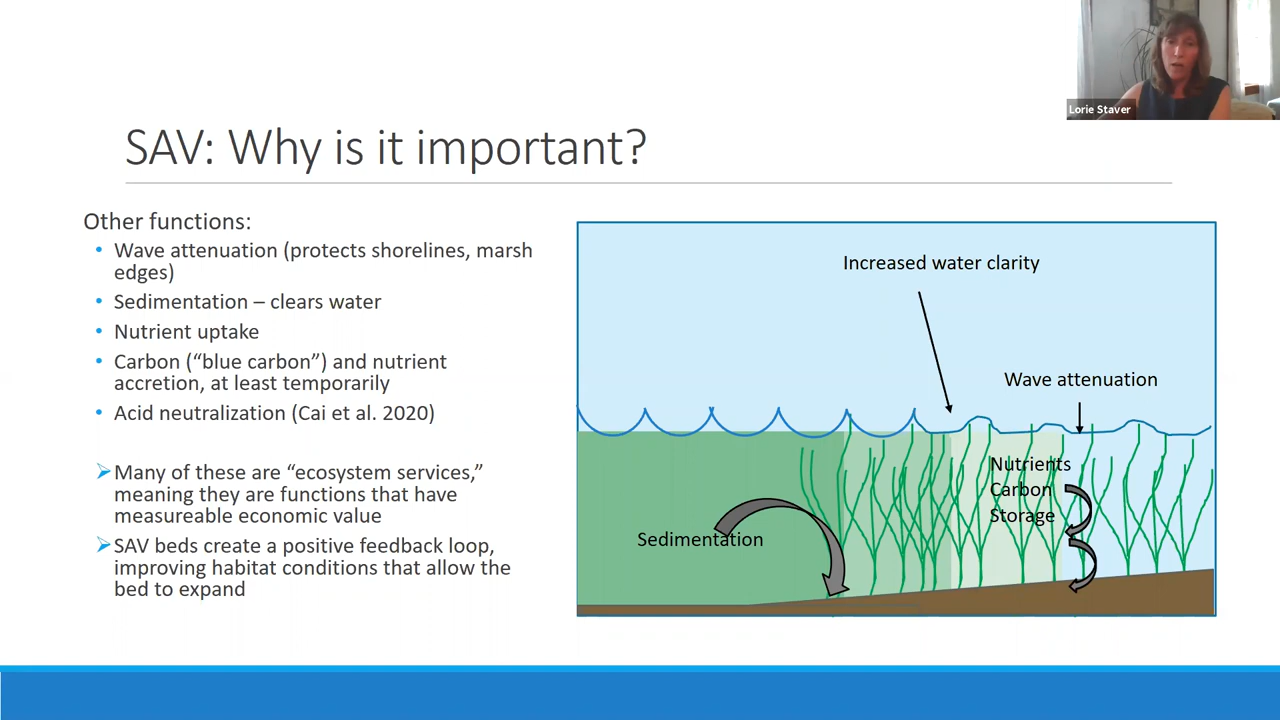 Lorie Staver
SAV: Why is it important?
Other functions:
• Wave attenuation (protects shorelines, marsh
edges)
• Sedimentation – clears water
• Nutrient uptake
• Carbon (“blue carbon”) and nutrient
accretion, at least temporarily
• Acid neutralization (Cai et al. 2020)
➢Many of these are “ecosystem services,”
meaning they are functions that have
measureable economic value
➢SAV beds create a positive feedback loop,
improving habitat conditions that allow the
bed to expand
Increased water clarity
Wave attenuation
Nutrients
Carbon
Storage
Sedimentation